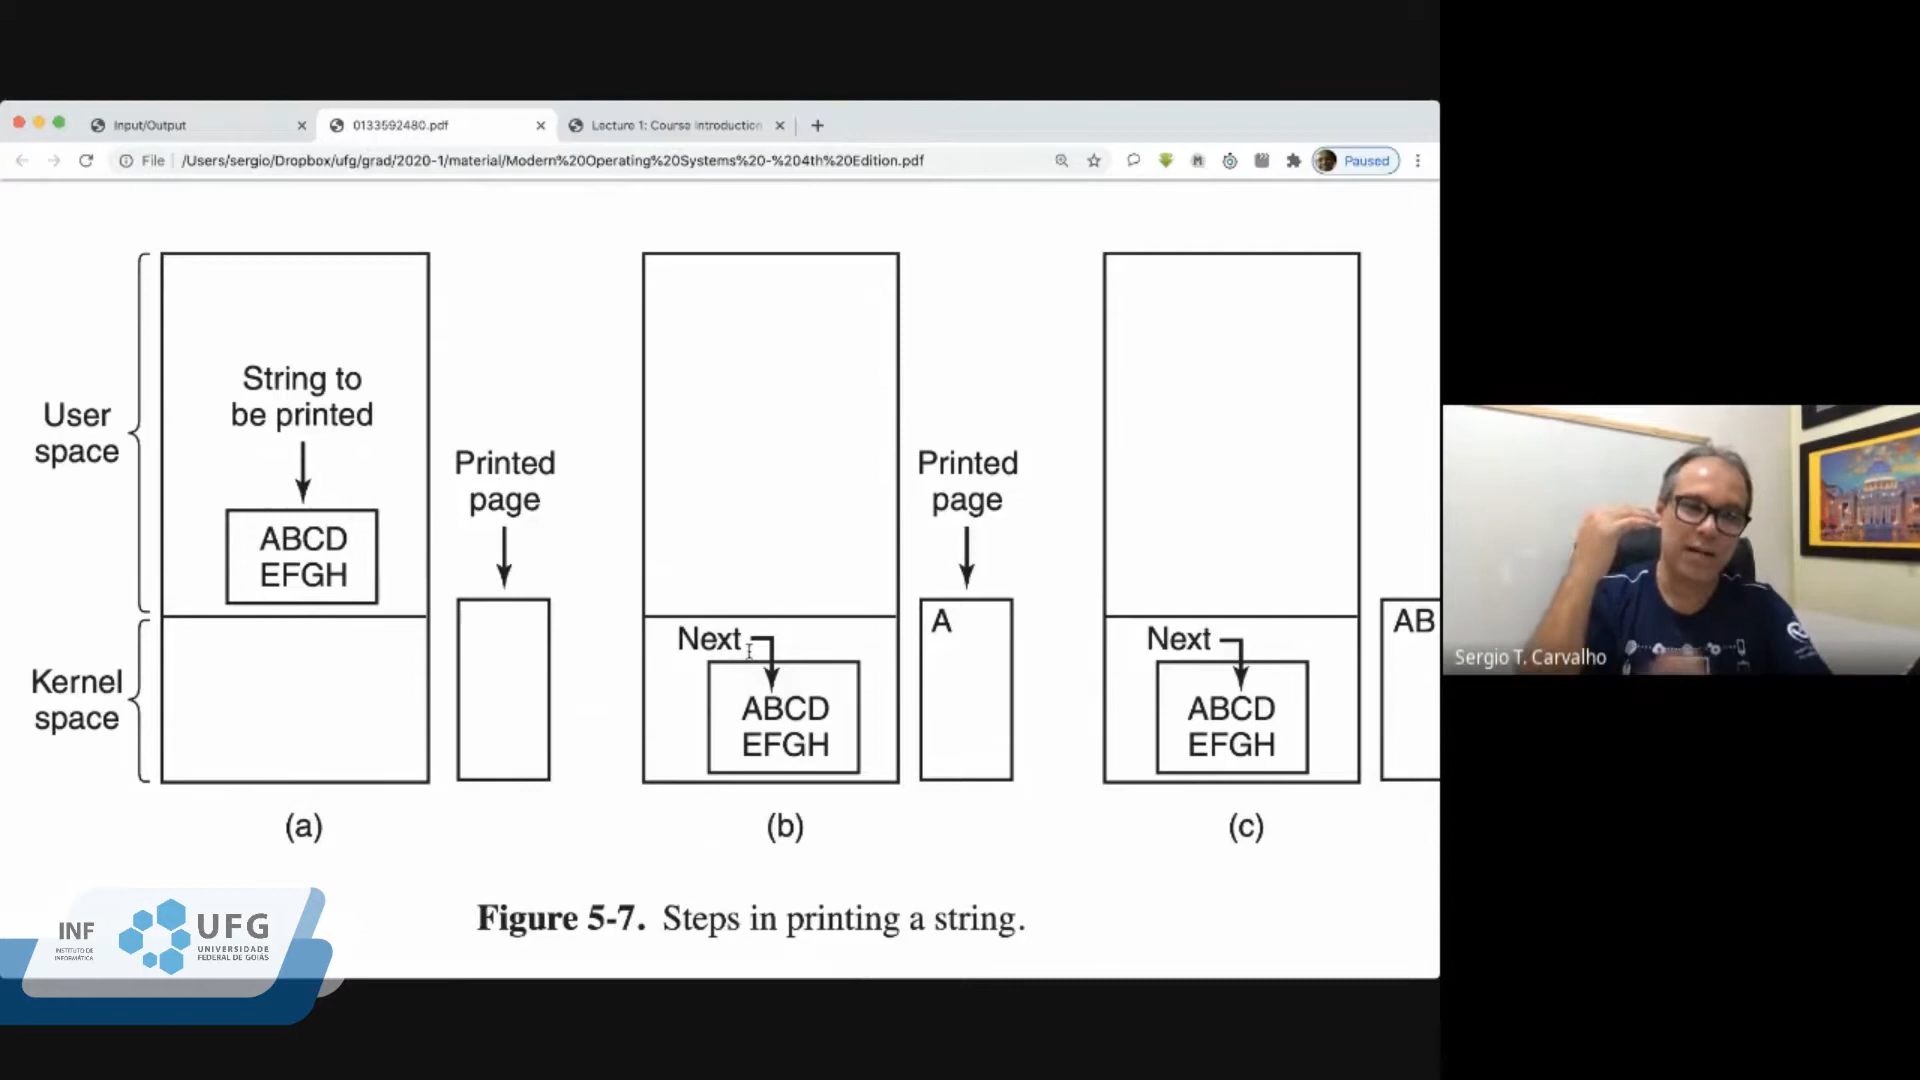 Input/Output
0133592480.pdf
Lecture 1: Course Introduction
File
/Users/sergio/Dropbox/ufg/grad/2020-1/material/Modern%20Operating%20Systems%20-%204th%20Edition.pdf
Paused
User
space
Kernel
space
String to
be printed
ABCD
EFGH
Printed
page
(a)
Next
ABCD
EFGH
Printed
page
A
(b)
Next
ABCD
EFGH
AB
(c)
Figure 5-7. Steps in printing a string.
Sergio T. Carvalho
INF
INSTITUTO DE
INFORMÁTICA
UFG
UNIVERSIDADE
FEDERAL DE GOIÁS